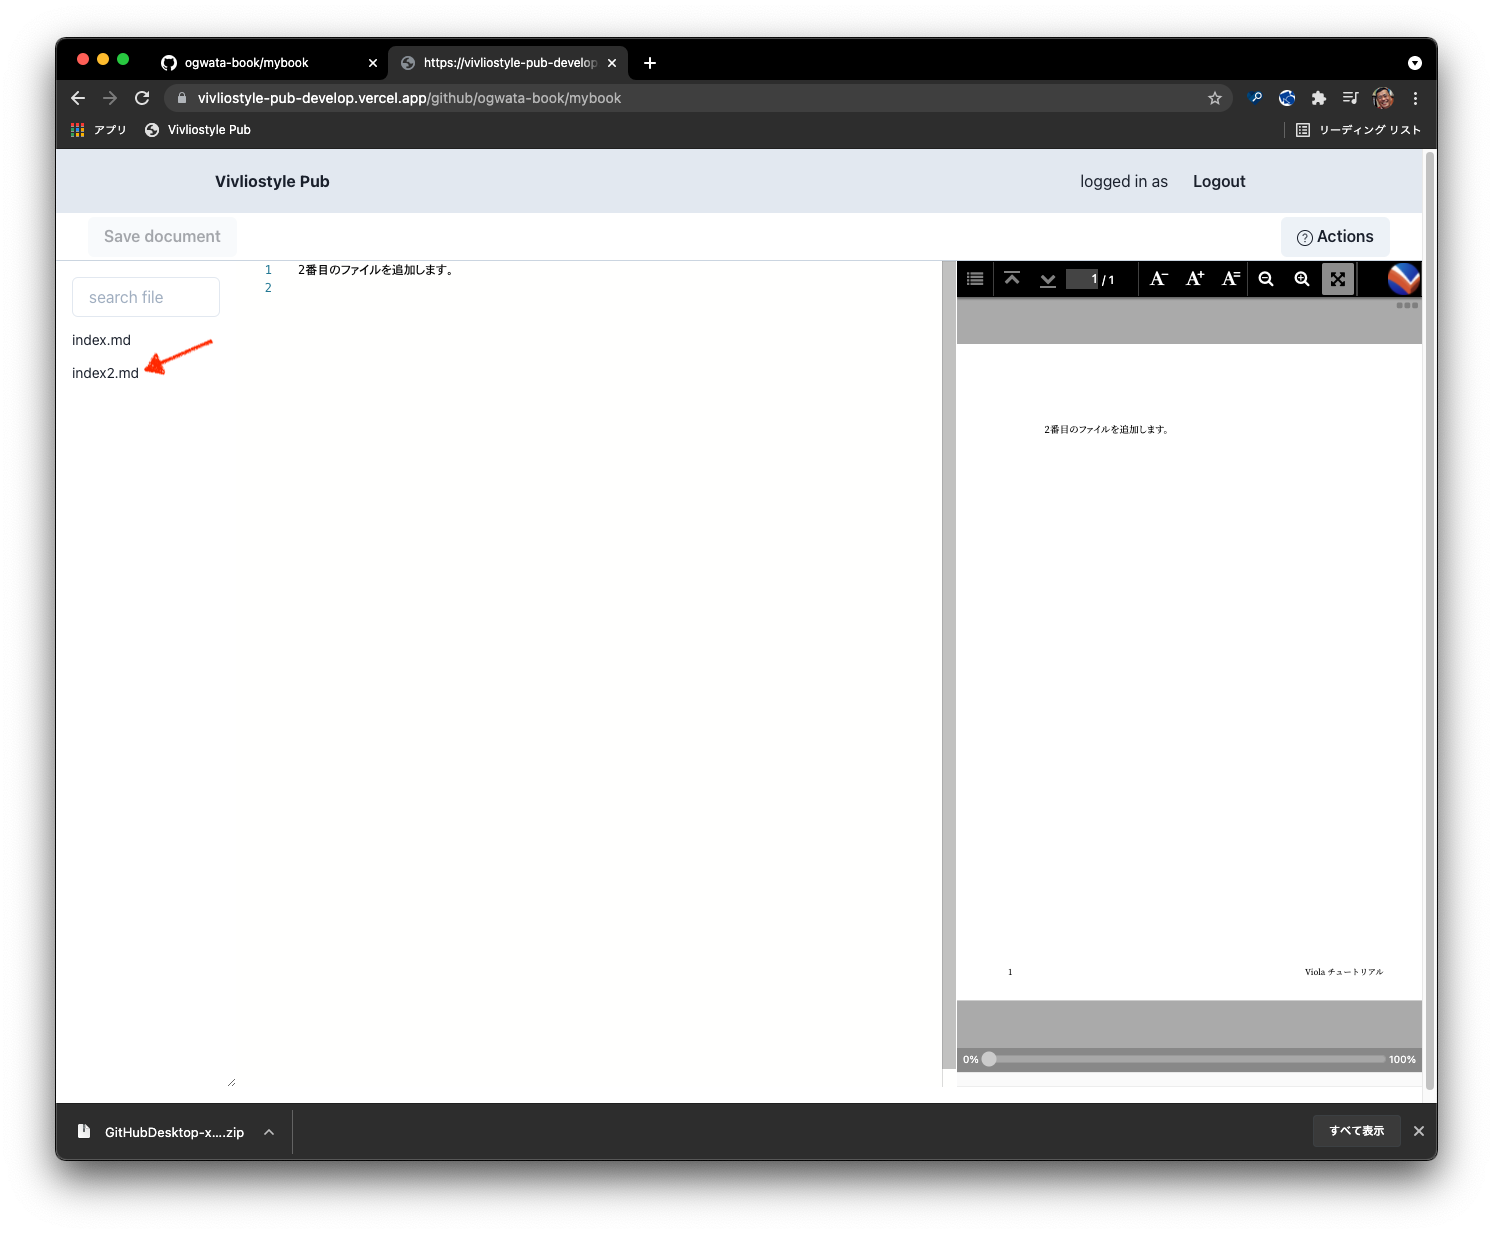 ogwata-book/mybook
https://vivliostyle-pub-develop
vivliostyle-pub-develop.vercel.app/github/ogwata-book/mybook
アプリ
Vivliostyle Pub
リーディング リスト
Vivliostyle Pub
logged in as
Logout
Save document
Actions
search file
index.md
index2.md
1
2番目のファイルを追加します。
2
1 / 1
A−
A+
A=
2番目のファイルを追加します。
1
Viola チュートリアル
0%
100%
GitHubDesktop-x....zip
すべて表示